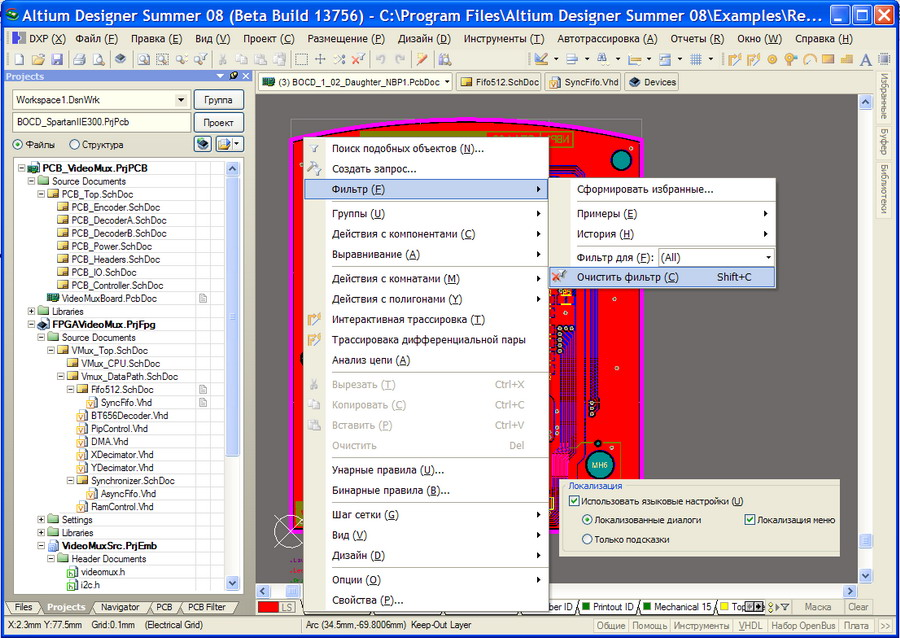 Altium Designer Summer 08 (Beta Build 13756) - C:\Program Files\Altium Designer Summer 08\Examples\Re...
DXP (X) Файл (F) Правка (E) Вид (V) Проект (C) Размещение (P) Дизайн (D) Инструменты (T) Автотрассировка (A) Отчеты (R) Окно (W) Справка (H)
Projects
Workspace1.DsnWrk
Группа
BOCD_SpartanIIE300.PrjPcb
Проект
Файлы Структура
PCB_VideoMux.PrjPCB
Source Documents
PCB_Top.SchDoc
PCB_Encoder.SchDoc
PCB_DecoderA.SchDoc
PCB_DecoderB.SchDoc
PCB_Power.SchDoc
PCB_Headers.SchDoc
PCB_IO.SchDoc
PCB_Controller.SchDoc
VideoMuxBoard.PcbDoc
Libraries
FPGAVideoMux.PrjFpg
Source Documents
VMux_Top.SchDoc
VMux_CPU.SchDoc
Vmux_DataPath.SchDoc
Fifo512.SchDoc
SyncFifo.Vhd
BT656Decoder.Vhd
PipControl.Vhd
DMA.Vhd
XDecimator.Vhd
YDecimator.Vhd
Synchronizer.SchDoc
AsyncFifo.Vhd
RamControl.Vhd
Settings
Libraries
VideoMuxSrc.PrjEmb
Header Documents
videomux.h
i2c.h
Files Projects Navigator PCB PCB Filter
(3) BOCD_1_02_Daughter_NBP1.PcbDoc
Fifo512.SchDoc
SyncFifo.Vhd
Devices
Избранные
Буфер
Библиотеки
Поиск подобных объектов (N)...
Создать запрос...
Фильтр (F)
Группы (U)
Действия с компонентами (C)
Выравнивание (A)
Действия с комнатами (M)
Действия с полигонами (Y)
Интерактивная трассировка (T)
Трассировка дифференциальной пары
Анализ цепи (A)
Вырезать (T) Ctrl+X
Копировать (C) Ctrl+C
Вставить (P) Ctrl+V
Очистить Del
Унарные правила (U)...
Бинарные правила (B)...
Шаг сетки (G)
Вид (V)
Дизайн (D)
Опции (O)
Свойства (P)...
Сформировать избранные...
Примеры (E)
История (H)
Фильтр для (F): (All)
Очистить фильтр (C) Shift+C
MH6
Локализация
Использовать языковые настройки (U)
Локализованные диалоги
Локализация меню
Только подсказки
LS
ber ID
Printout ID
Mechanical 15
Top
Маска
Clear
X:2.3mm Y:77.5mm Grid:0.1mm (Electrical Grid)
Arc (34.5mm,-69.8006mm) Keep-Out Layer
Общие Помощь Инструменты VHDL Набор OpenBus Плата >>